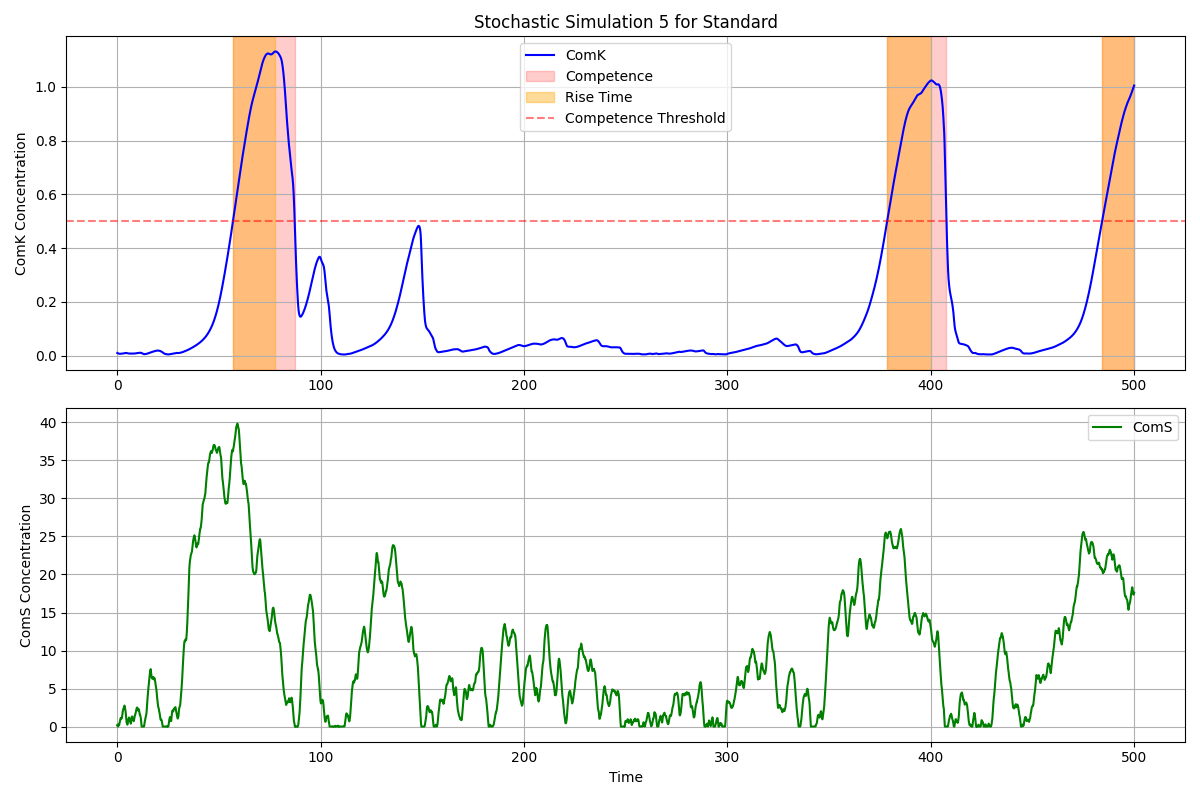 Stochastic Simulation 5 for Standard
ComK Concentration
1.0
0.8
0.6
0.4
0.2
0.0
ComK
Competence
Rise Time
Competence Threshold
0 100 200 300 400 500
ComS Concentration
40
35
30
25
20
15
10
5
0
ComS
0 100 200 300 400 500
Time